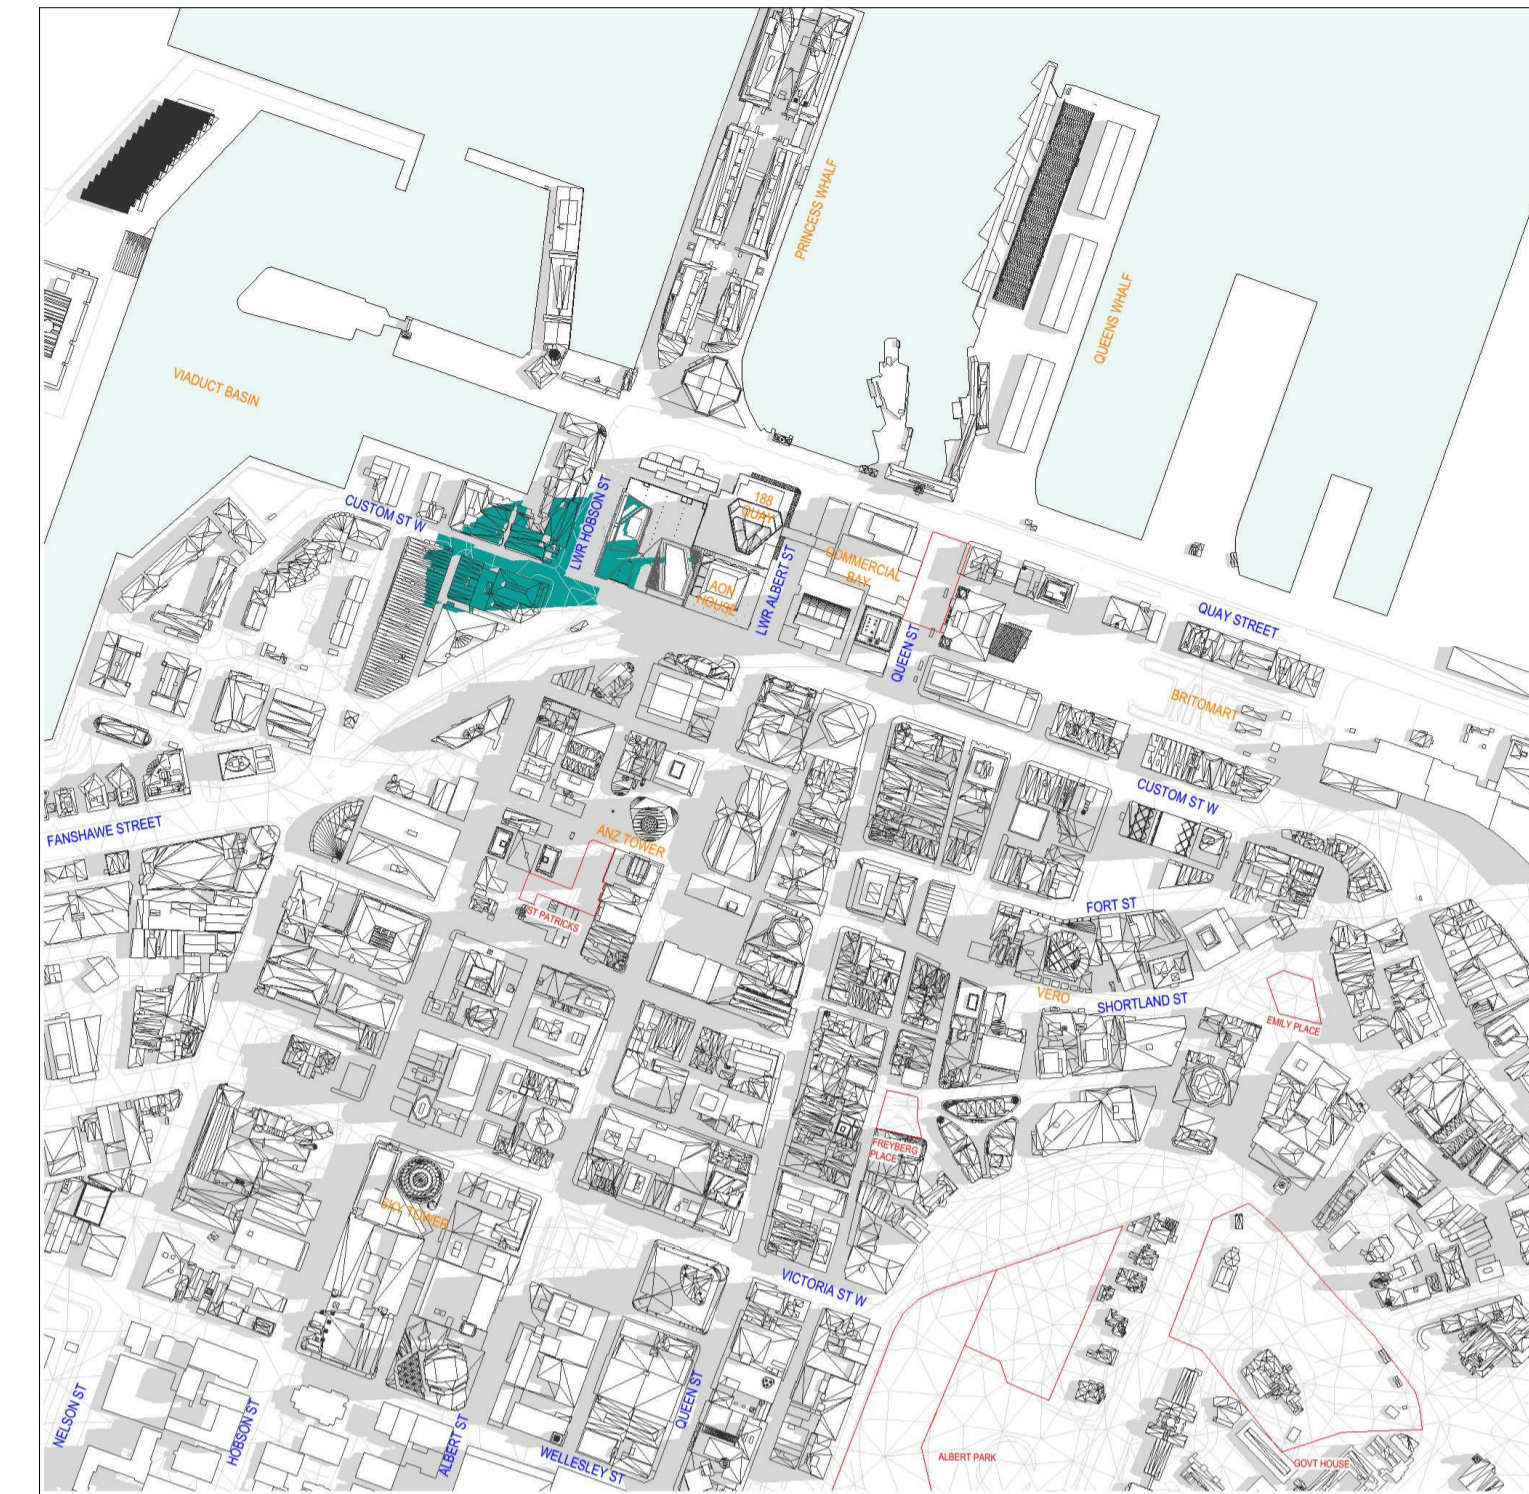 PRINCESS WHALF
QUEENS WHALF
VIADUCT BASIN
CUSTOM ST W
LWR HOBSON ST
188
QUAY
AON
HOUSE
LWR ALBERT ST
COMMERCIAL
BAY
QUEEN ST
QUAY STREET
BRITOMART
CUSTOM ST W
FANSHAWE STREET
ANZ TOWER
ST PATRICKS
FORT ST
VERO
SHORTLAND ST
EMILY PLACE
FREYBERG
PLACE
SKY TOWER
VICTORIA ST W
NELSON ST
HOBSON ST
ALBERT ST
WELLESLEY ST
QUEEN ST
ALBERT PARK
GOVT HOUSE